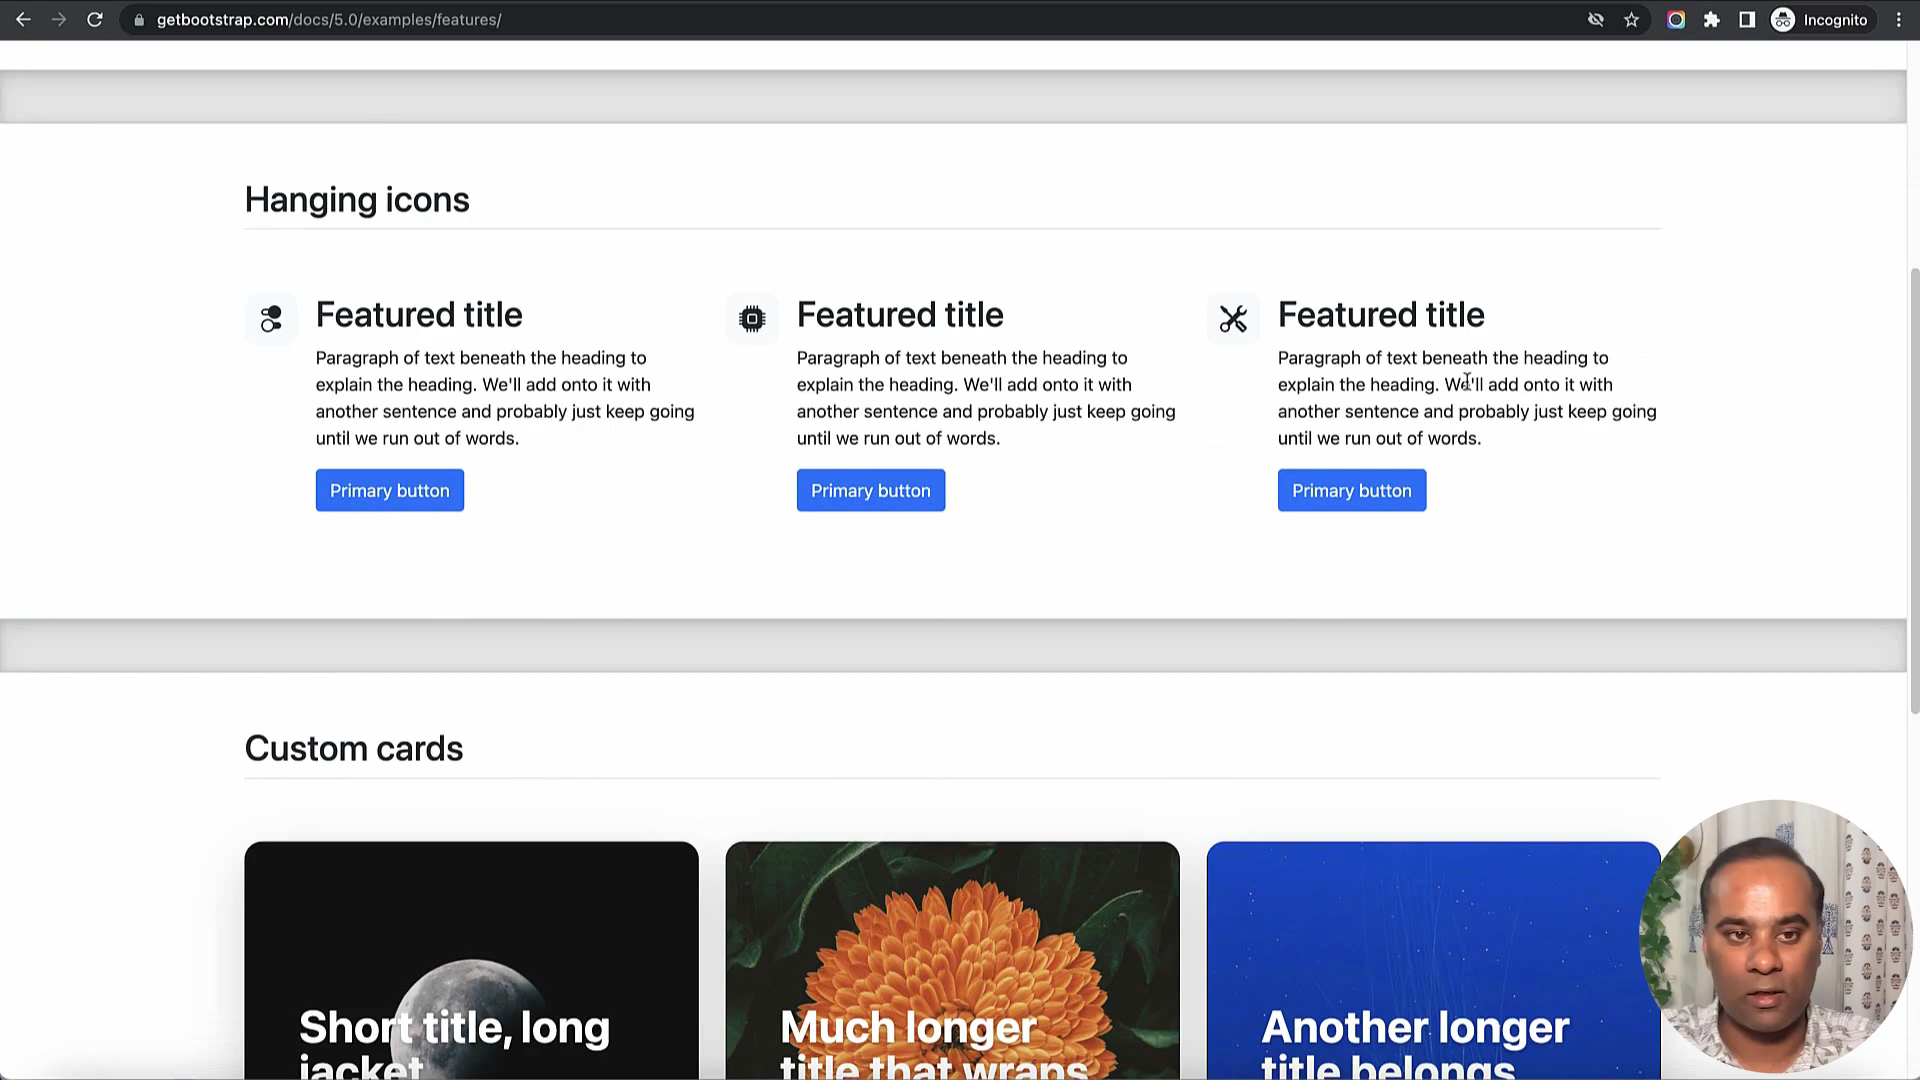 getbootstrap.com/docs/5.0/examples/features/
Incognito
Hanging icons
Featured title
Paragraph of text beneath the heading to
explain the heading. We'll add onto it with
another sentence and probably just keep going
until we run out of words.
Primary button
Featured title
Paragraph of text beneath the heading to
explain the heading. We'll add onto it with
another sentence and probably just keep going
until we run out of words.
Primary button
Featured title
Paragraph of text beneath the heading to
explain the heading. We'll add onto it with
another sentence and probably just keep going
until we run out of words.
Primary button
Custom cards
Short title, long
jacket
Much longer
title that wraps
Another longer
title belongs